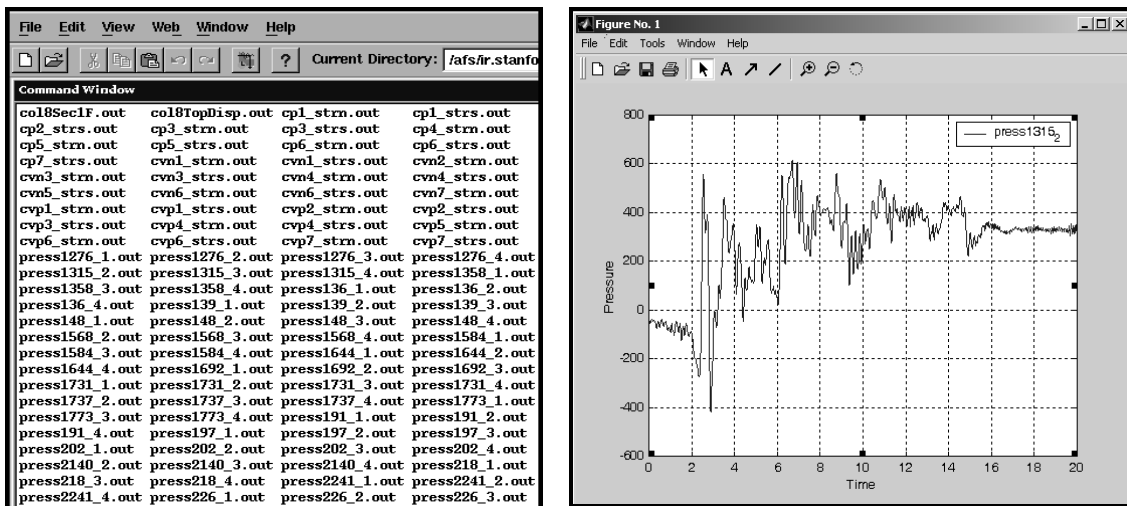 File Edit View Web Window Help
? Current Directory: /afs/ir.stanfo
Command Window
col8Sec1F.out col8TopDisp.out cp1_strn.out cp1_strs.out
cp2_strs.out cp3_strn.out cp3_strs.out cp4_strn.out
cp5_strn.out cp5_strs.out cp6_strn.out cp6_strs.out
cp7_strs.out cvn1_strn.out cvn1_strs.out cvn2_strn.out
cvn3_strn.out cvn3_strs.out cvn4_strn.out cvn4_strs.out
cvn5_strs.out cvn6_strn.out cvn6_strs.out cvn7_strn.out
cvp1_strn.out cvp1_strs.out cvp2_strn.out cvp2_strs.out
cvp3_strs.out cvp4_strn.out cvp4_strs.out cvp5_strn.out
cvp6_strn.out cvp6_strs.out cvp7_strn.out cvp7_strs.out
press1276_1.out press1276_2.out press1276_3.out press1276_4.out
press1315_2.out press1315_3.out press1315_4.out press1358_1.out
press1358_3.out press1358_4.out press136_1.out press136_2.out
press136_4.out press139_1.out press139_2.out press139_3.out
press148_1.out press148_2.out press148_3.out press148_4.out
press1568_2.out press1568_3.out press1568_4.out press1584_1.out
press1584_3.out press1584_4.out press1644_1.out press1644_2.out
press1644_4.out press1692_1.out press1692_2.out press1692_3.out
press1731_1.out press1731_2.out press1731_3.out press1731_4.out
press1737_2.out press1737_3.out press1737_4.out press1773_1.out
press1773_3.out press1773_4.out press191_1.out press191_2.out
press191_4.out press197_1.out press197_2.out press197_3.out
press202_1.out press202_2.out press202_3.out press202_4.out
press2140_2.out press2140_3.out press2140_4.out press218_1.out
press218_3.out press218_4.out press2241_1.out press2241_2.out
press2241_4.out press226_1.out press226_2.out press226_3.out
Figure No. 1
File Edit Tools Window Help
A
press1315₂
800
600
400
200
0
-200
-400
-600
Pressure
0 2 4 6 8 10 12 14 16 18 20
Time